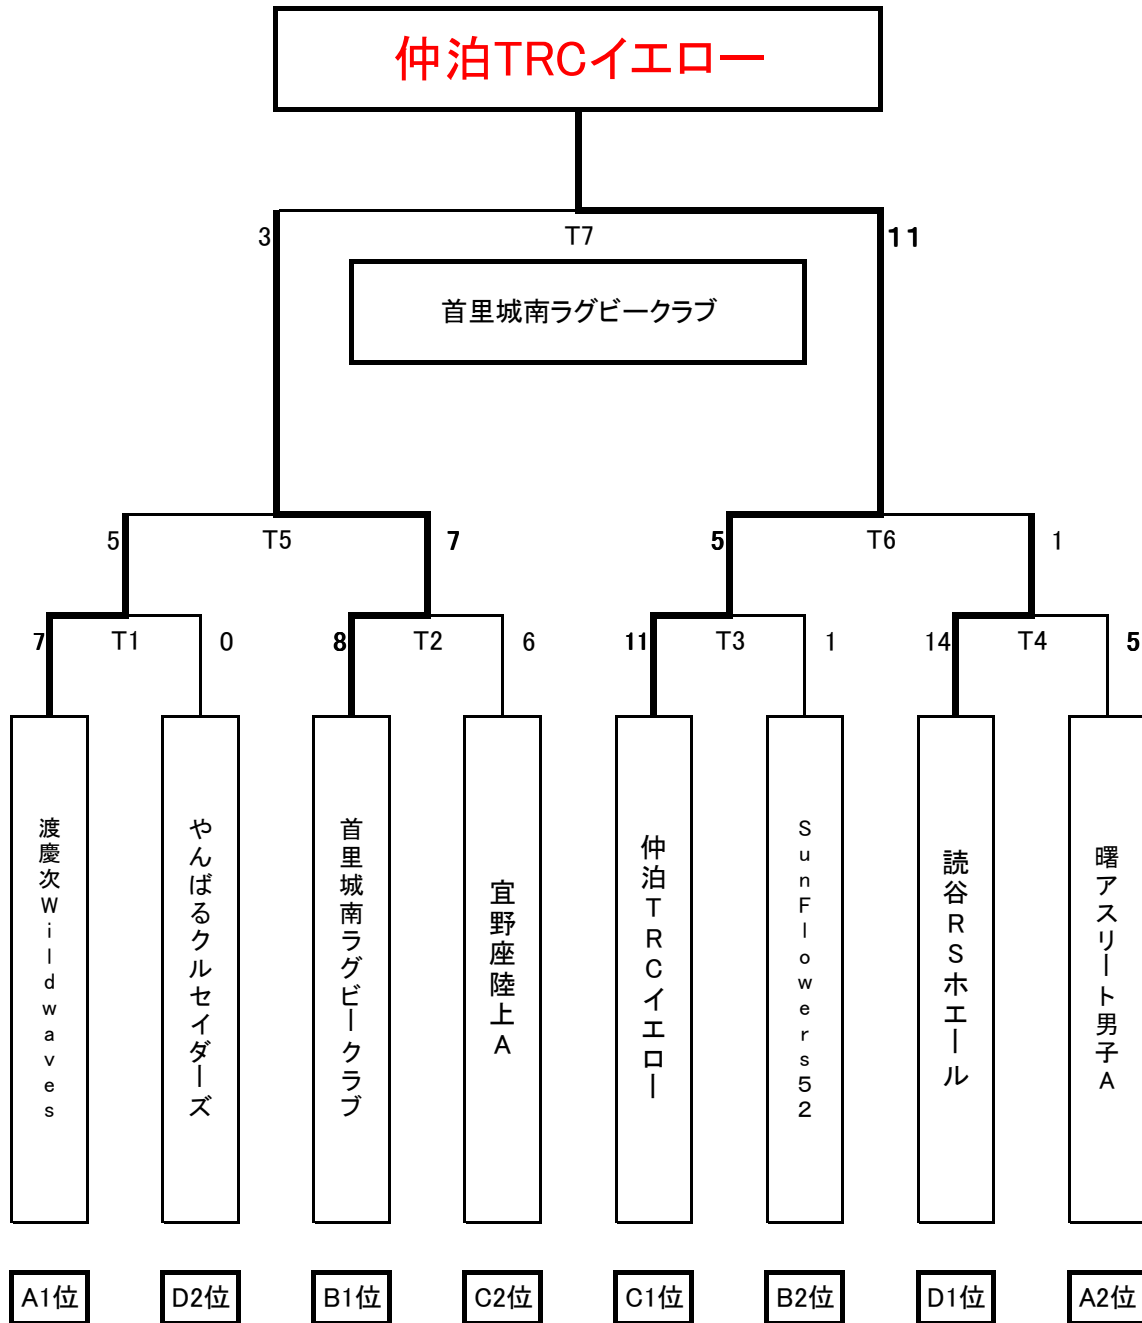 仲泊TRCイエロー
3
T7
11
首里城南ラグビークラブ
5
T5
7
5
T6
1
7
T1
0
8
T2
6
11
T3
1
14
T4
5
渡慶次Wildwaves
やんばるクルセイダーズ
首里城南ラグビークラブ
宜野座陸上A
仲泊TRCイエロー
SunFlowers52
読谷RSホエール
曙アスリート男子A
A1位
D2位
B1位
C2位
C1位
B2位
D1位
A2位